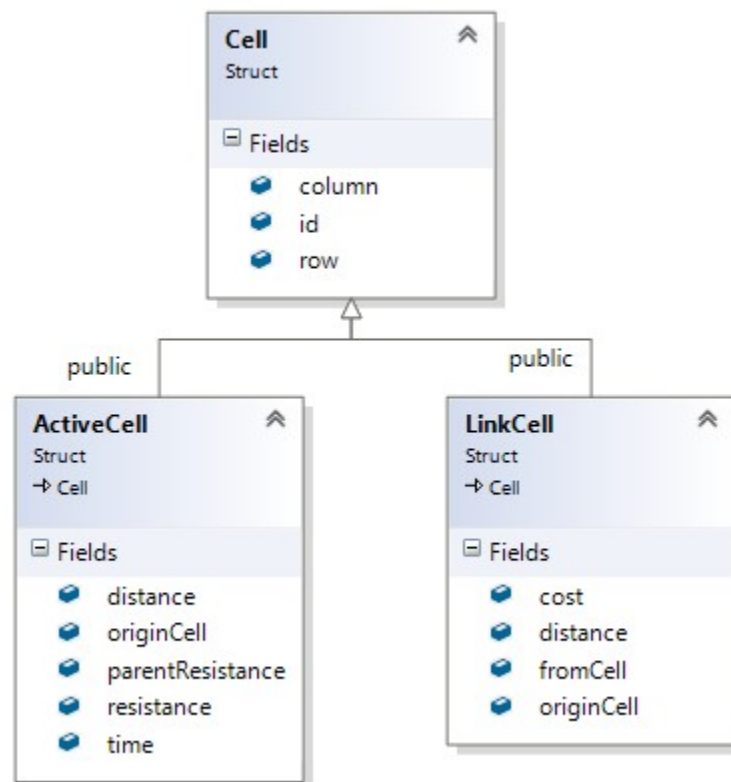 Cell
Struct
Fields
column
id
row
public
public
ActiveCell
Struct
Cell
Fields
distance
originCell
parentResistance
resistance
time
LinkCell
Struct
Cell
Fields
cost
distance
fromCell
originCell